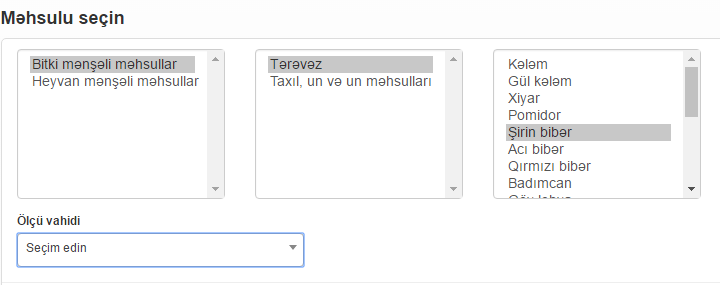 Məhsulu seçin
Bitki mənşəli məhsullar
Heyvan mənşəli məhsullar
Tərəvəz
Taxıl, un və un məhsulları
Kələm
Gül kələm
Xiyar
Pomidor
Şirin bibər
Acı bibər
Qırmızı bibər
Badımcan
Ölçü vahidi
Seçim edin